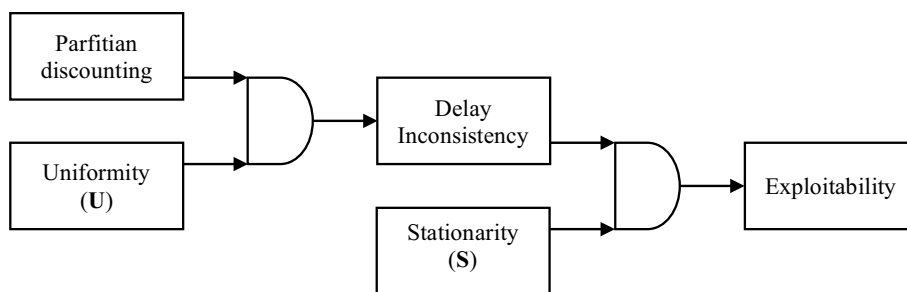 Parfitian
discounting
Uniformity
(U)
Delay
Inconsistency
Stationarity
(S)
Exploitability